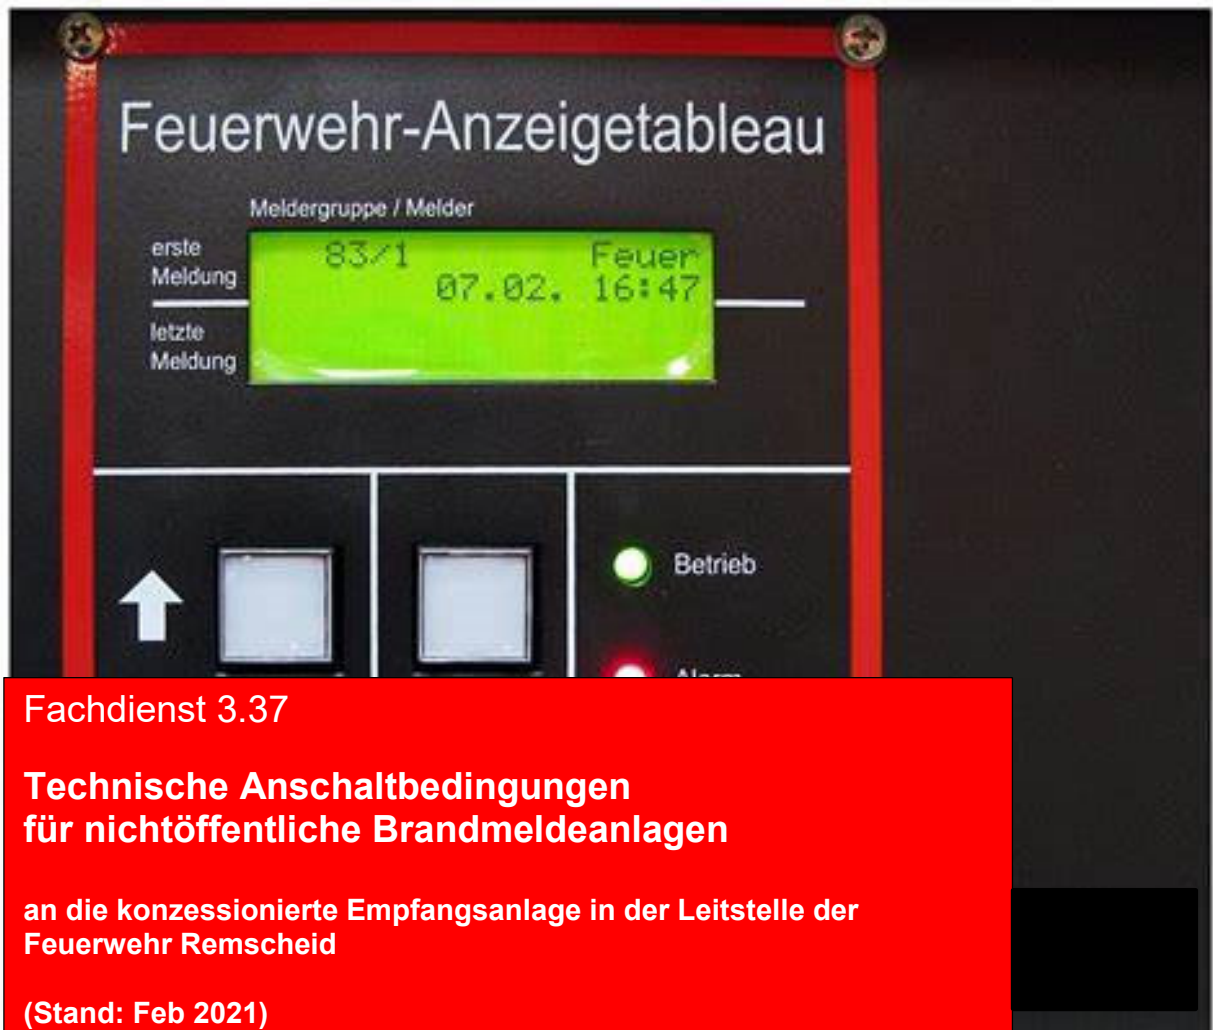 Feuerwehr-Anzeigetableau
Meldergruppe / Melder
erste
Meldung
83/1 Feuer
07.02. 16:47
letzte
Meldung
Betrieb
Alarm
Fachdienst 3.37
Technische Anschaltbedingungen
für nichtöffentliche Brandmeldeanlagen
an die konzessionierte Empfangsanlage in der Leitstelle der
Feuerwehr Remscheid
(Stand: Feb 2021)